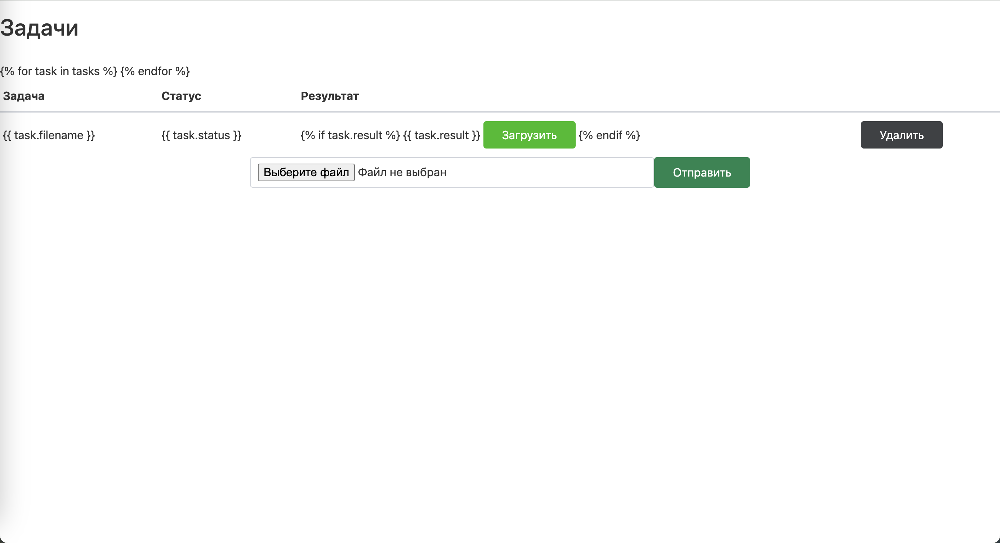 Задачи
{% for task in tasks %} {% endfor %}
Задача Статус Результат
{{ task.filename }} {{ task.status }} {% if task.result %} {{ task.result }} Загрузить {% endif %} Удалить
Выберите файл Файл не выбран Отправить